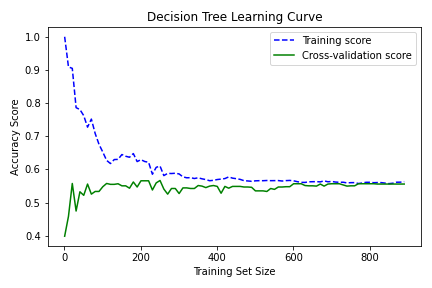 Decision Tree Learning Curve
Training score
Cross-validation score
Accuracy Score
1.0
0.9
0.8
0.7
0.6
0.5
0.4
0 200 400 600 800
Training Set Size